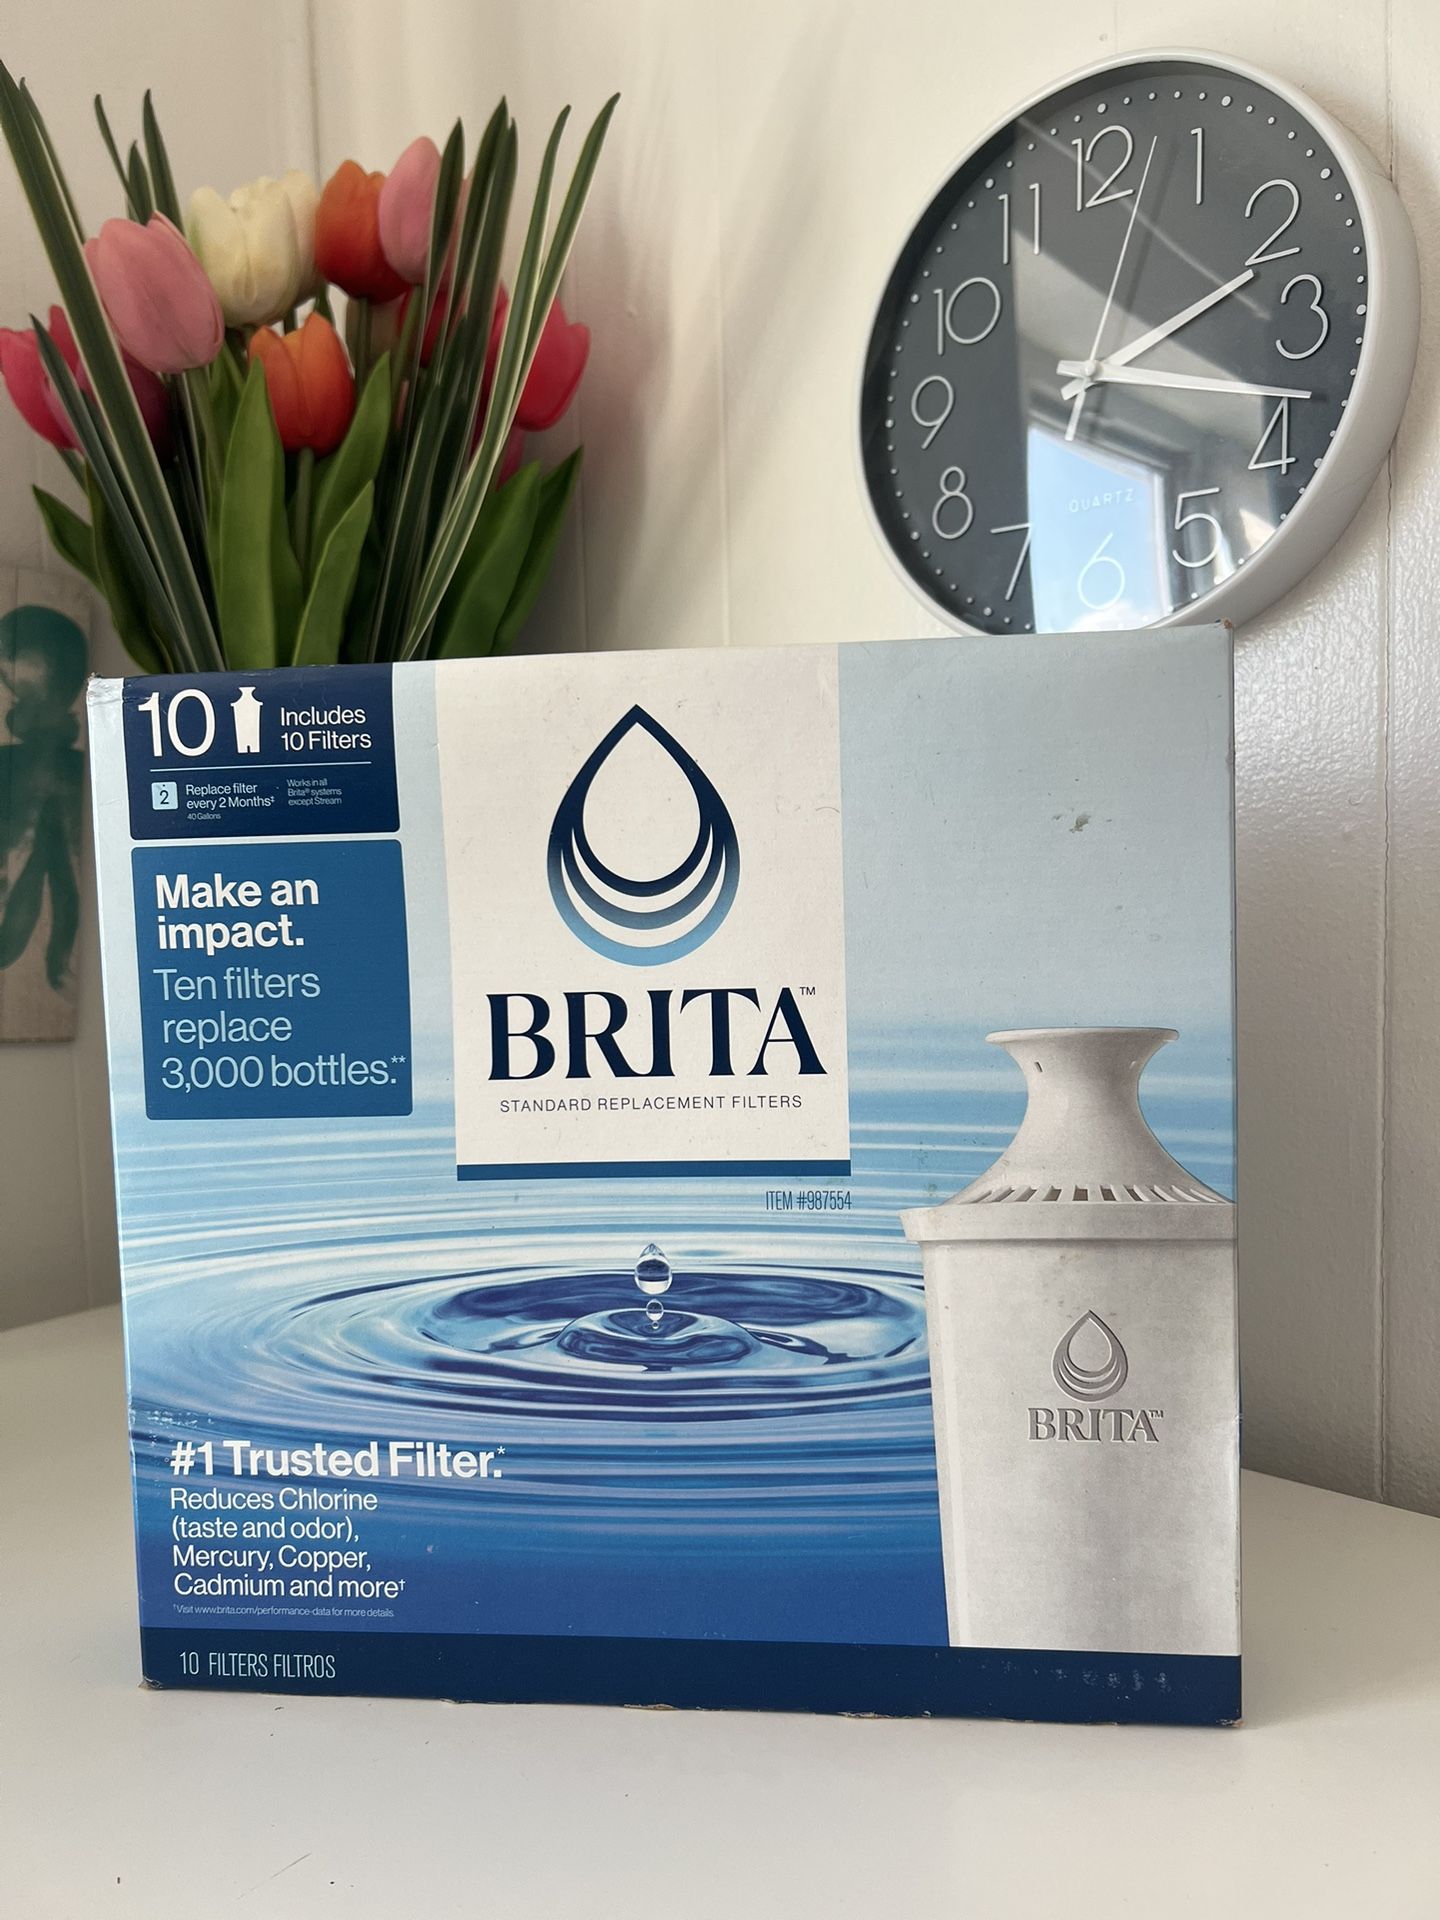 12
1
2
3
4
5
6
7
8
9
10
11
QUARTZ
10
Includes
10 Filters
2
Replace filter
every 2 Months‡
40 Gallons
Works in all
Brita® systems
except Stream
Make an
impact.
Ten filters
replace
3,000 bottles.**
BRITA™
STANDARD REPLACEMENT FILTERS
ITEM #987554
BRITA™
#1 Trusted Filter.*
Reduces Chlorine
(taste and odor),
Mercury, Copper,
Cadmium and more†
†Visit www.brita.com/performance-data for more details.
10 FILTERS FILTROS